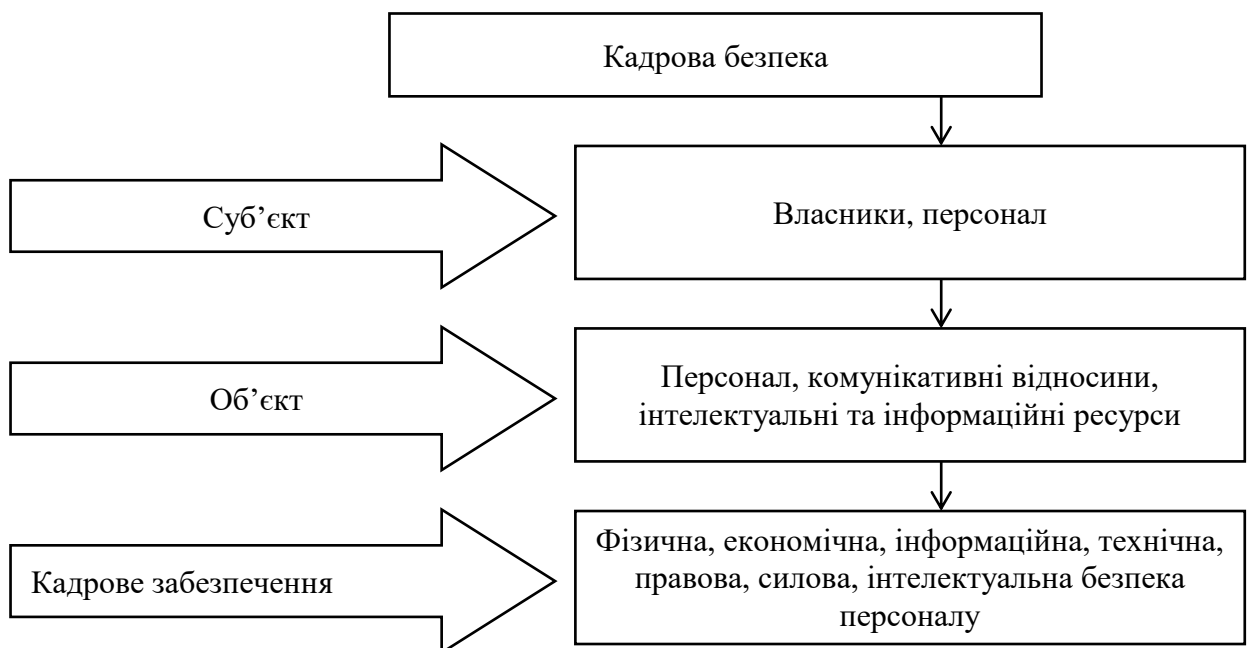 Кадрова безпека
Суб’єкт
Власники, персонал
Об’єкт
Персонал, комунікативні відносини,
інтелектуальні та інформаційні ресурси
Кадрове забезпечення
Фізична, економічна, інформаційна, технічна,
правова, силова, інтелектуальна безпека
персоналу